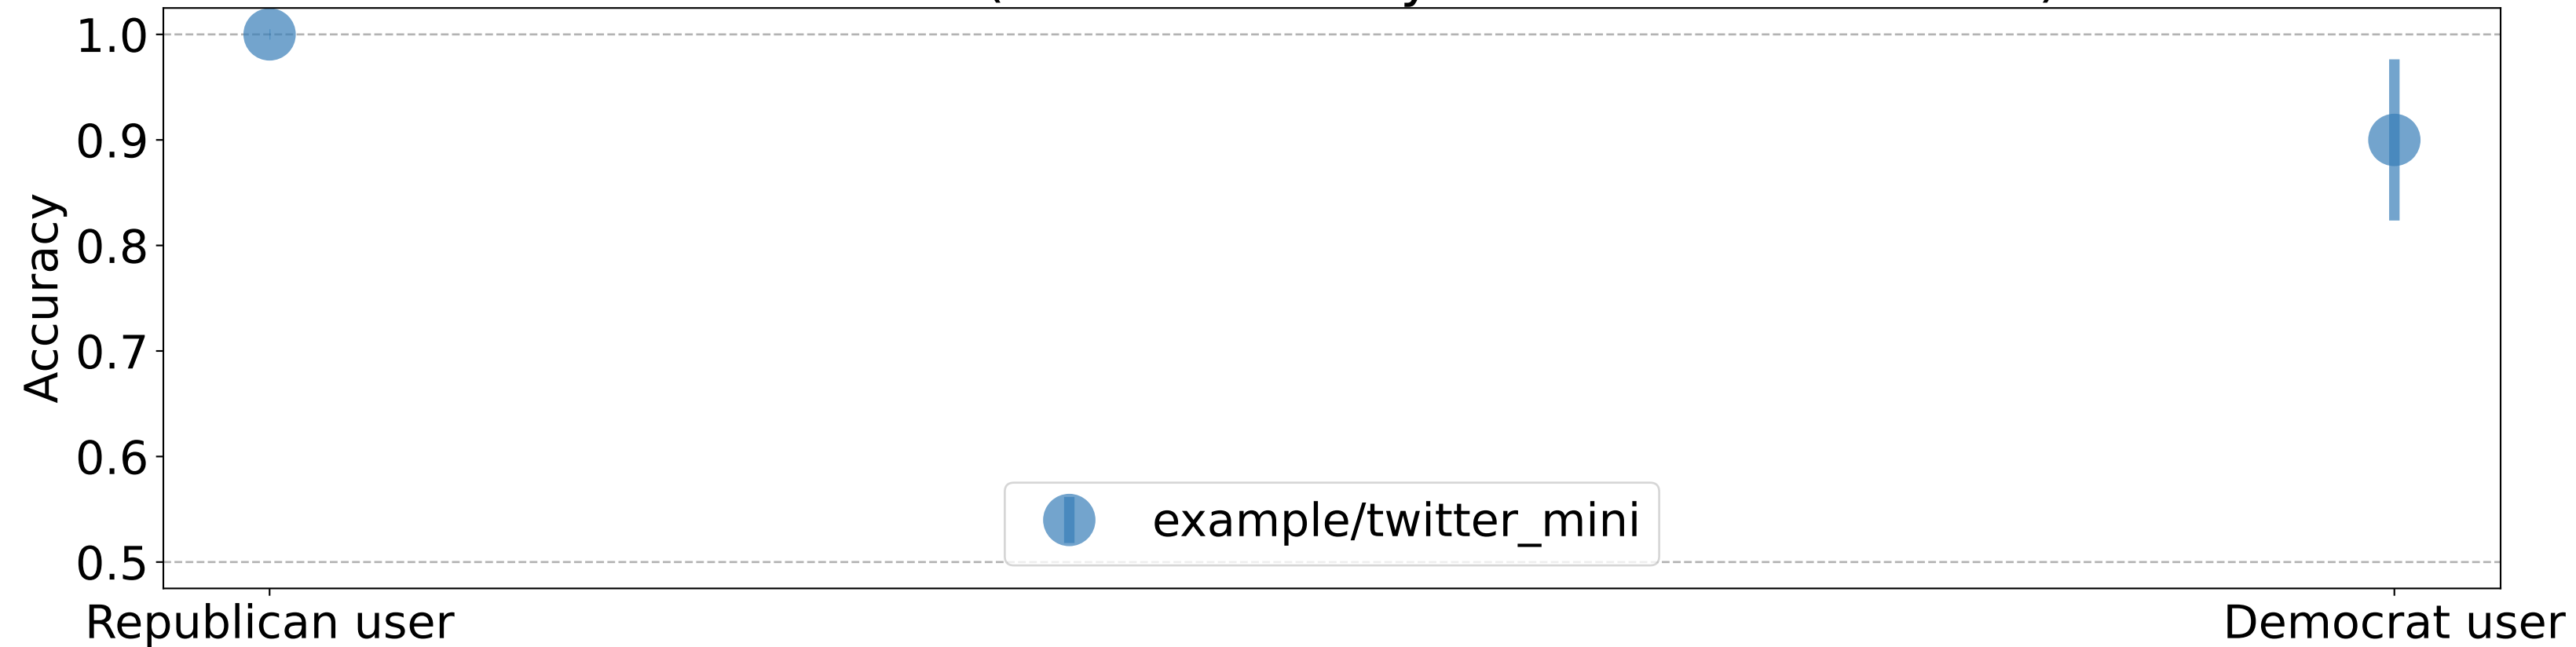 1.0
0.9
0.8
0.7
0.6
0.5
Accuracy
example/twitter_mini
Republican user
Democrat user